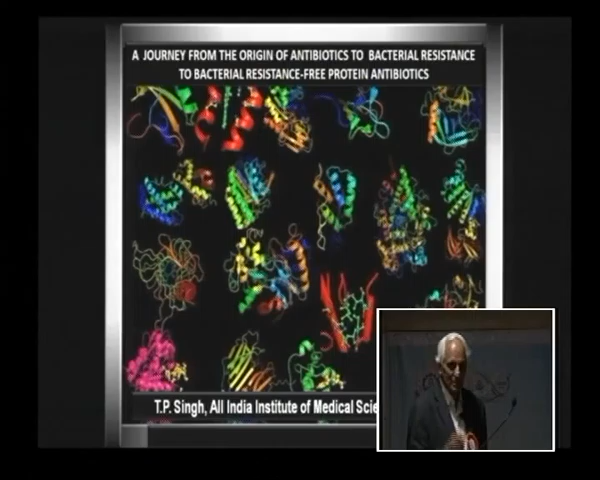 A JOURNEY FROM THE ORIGIN OF ANTIBIOTICS TO BACTERIAL RESISTANCE
TO BACTERIAL RESISTANCE-FREE PROTEIN ANTIBIOTICS
T.P. Singh, All India Institute of Medical